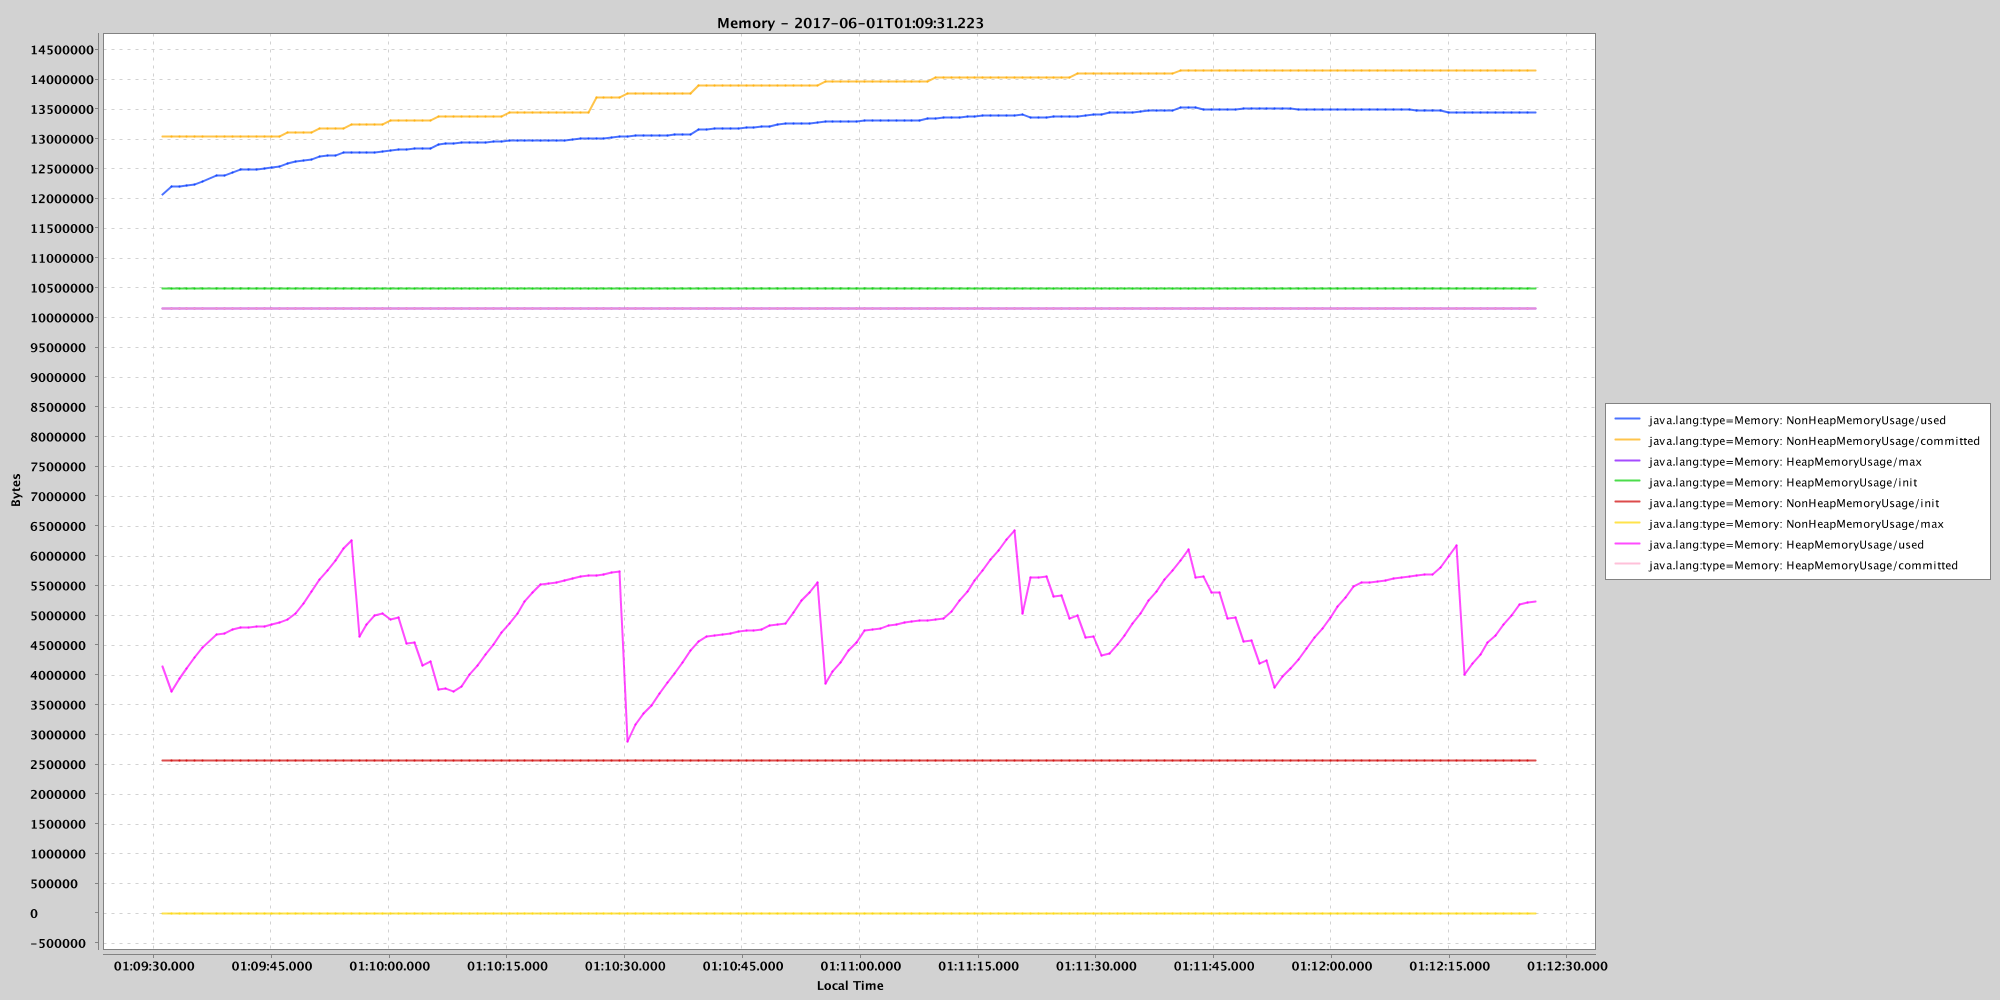 Memory - 2017-06-01T01:09:31.223
14500000
14000000
13500000
13000000
12500000
12000000
11500000
11000000
10500000
10000000
9500000
9000000
8500000
8000000
7500000
7000000
6500000
6000000
5500000
5000000
4500000
4000000
3500000
3000000
2500000
2000000
1500000
1000000
500000
0
-500000
Bytes
01:09:30.000 01:09:45.000 01:10:00.000 01:10:15.000 01:10:30.000 01:10:45.000 01:11:00.000 01:11:15.000 01:11:30.000 01:11:45.000 01:12:00.000 01:12:15.000 01:12:30.000
Local Time
java.lang:type=Memory: NonHeapMemoryUsage/used
java.lang:type=Memory: NonHeapMemoryUsage/committed
java.lang:type=Memory: HeapMemoryUsage/max
java.lang:type=Memory: HeapMemoryUsage/init
java.lang:type=Memory: NonHeapMemoryUsage/init
java.lang:type=Memory: NonHeapMemoryUsage/max
java.lang:type=Memory: HeapMemoryUsage/used
java.lang:type=Memory: HeapMemoryUsage/committed